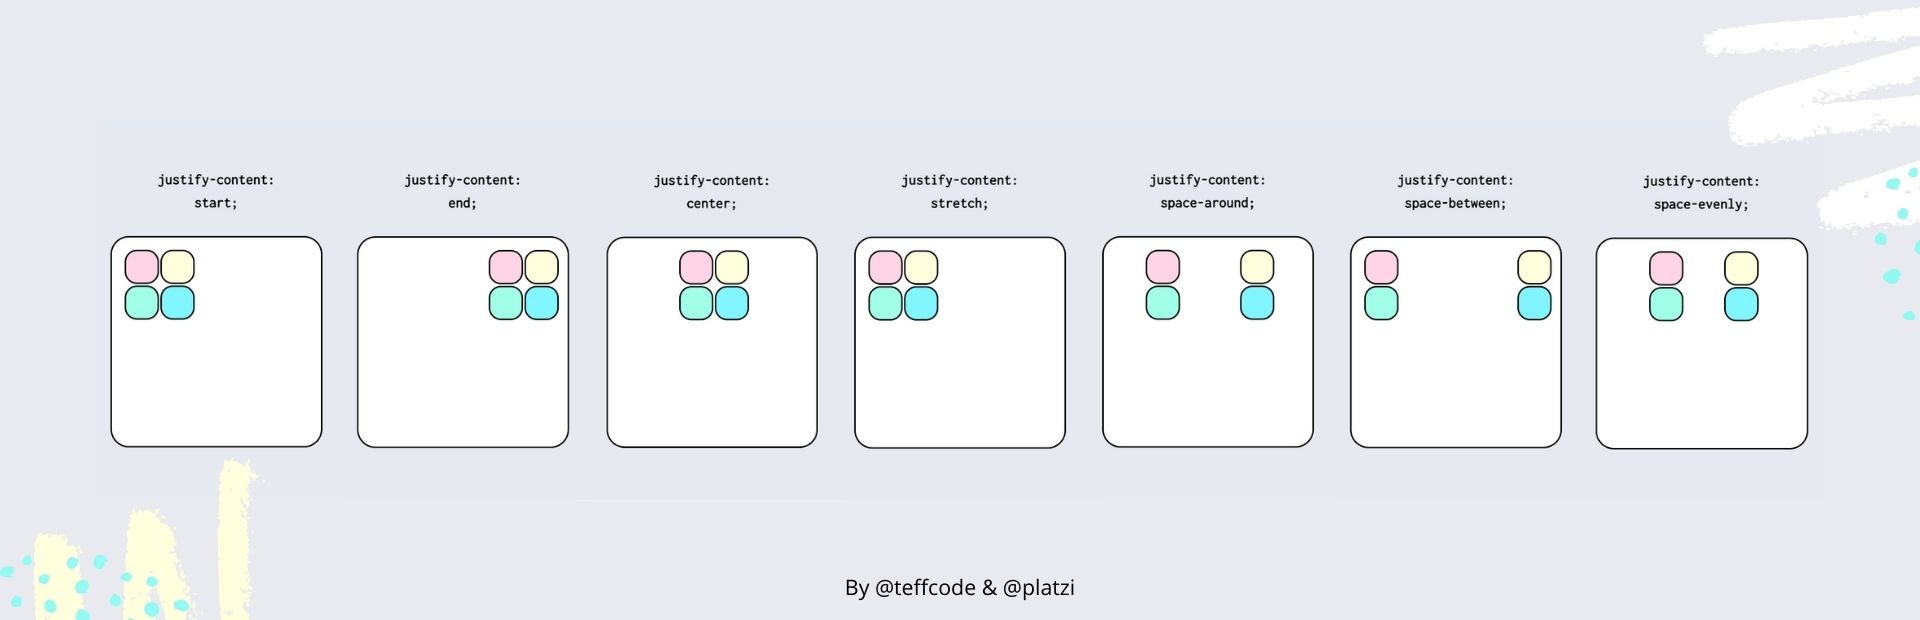 justify-content:
start;
justify-content:
end;
justify-content:
center;
justify-content:
stretch;
justify-content:
space-around;
justify-content:
space-between;
justify-content:
space-evenly;
By @teffcode & @platzi